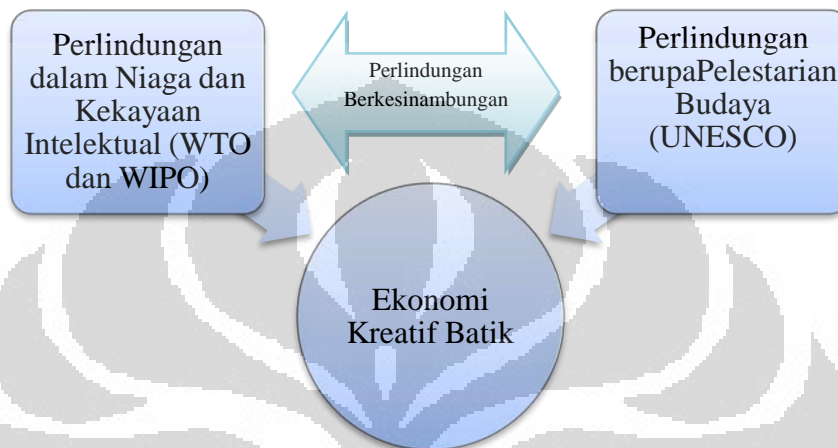 Perlindungan
dalam Niaga dan
Kekayaan
Intelektual (WTO
dan WIPO)
Perlindungan
Berkesinambungan
Perlindungan
berupaPelestarian
Budaya
(UNESCO)
Ekonomi
Kreatif Batik